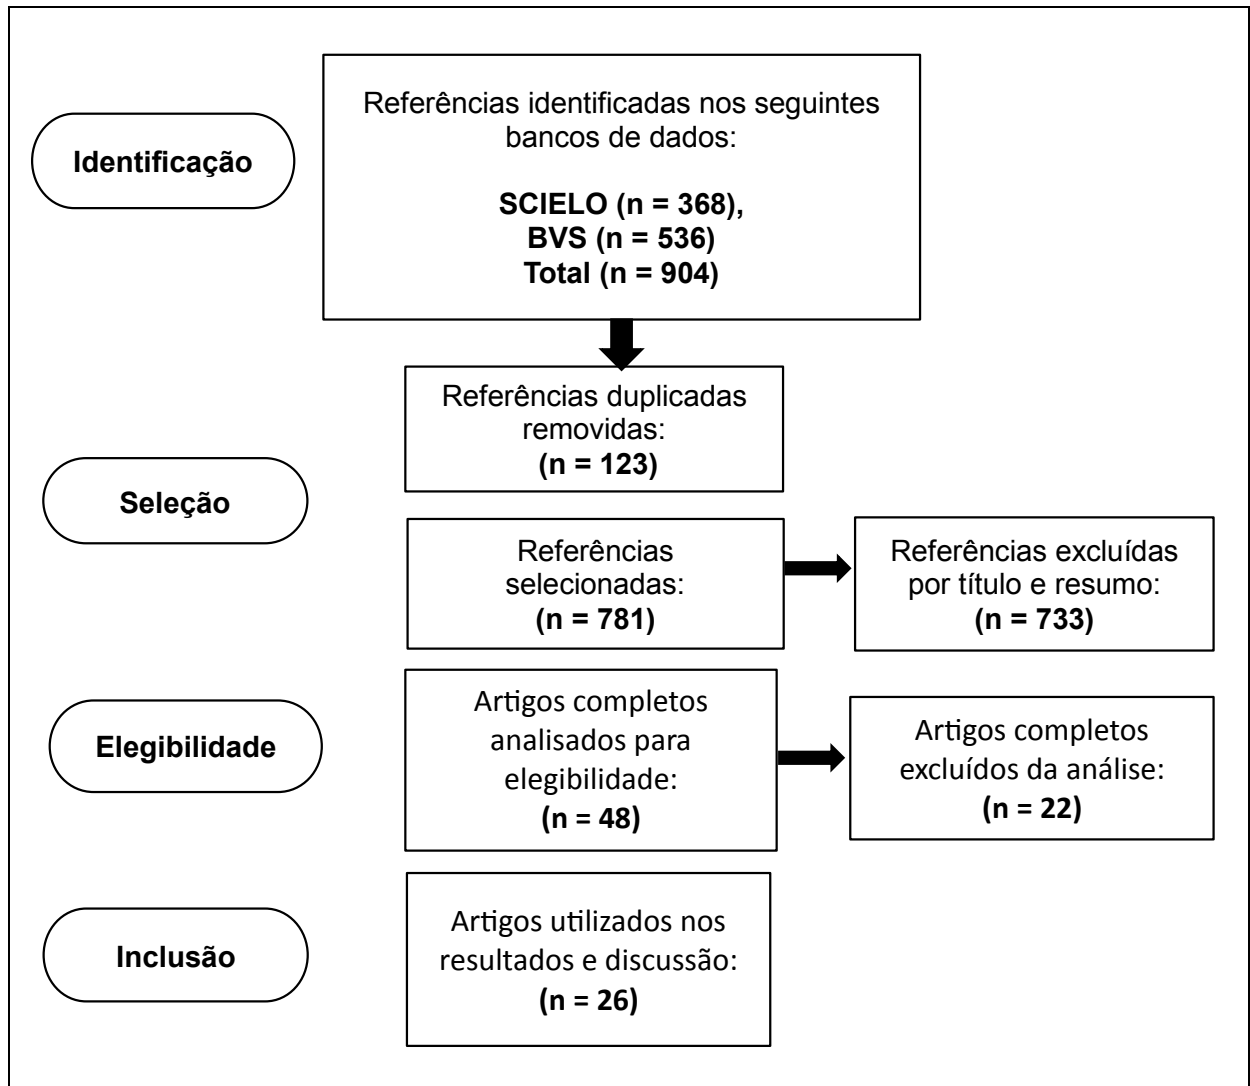 Identificação
Referências identificadas nos seguintes
bancos de dados:
SCIELO (n = 368),
BVS (n = 536)
Total (n = 904)
Seleção
Referências duplicadas
removidas:
(n = 123)
Referências
selecionadas:
(n = 781)
Referências excluídas
por título e resumo:
(n = 733)
Elegibilidade
Artigos completos
analisados para
elegibilidade:
(n = 48)
Artigos completos
excluídos da análise:
(n = 22)
Inclusão
Artigos utilizados nos
resultados e discussão:
(n = 26)